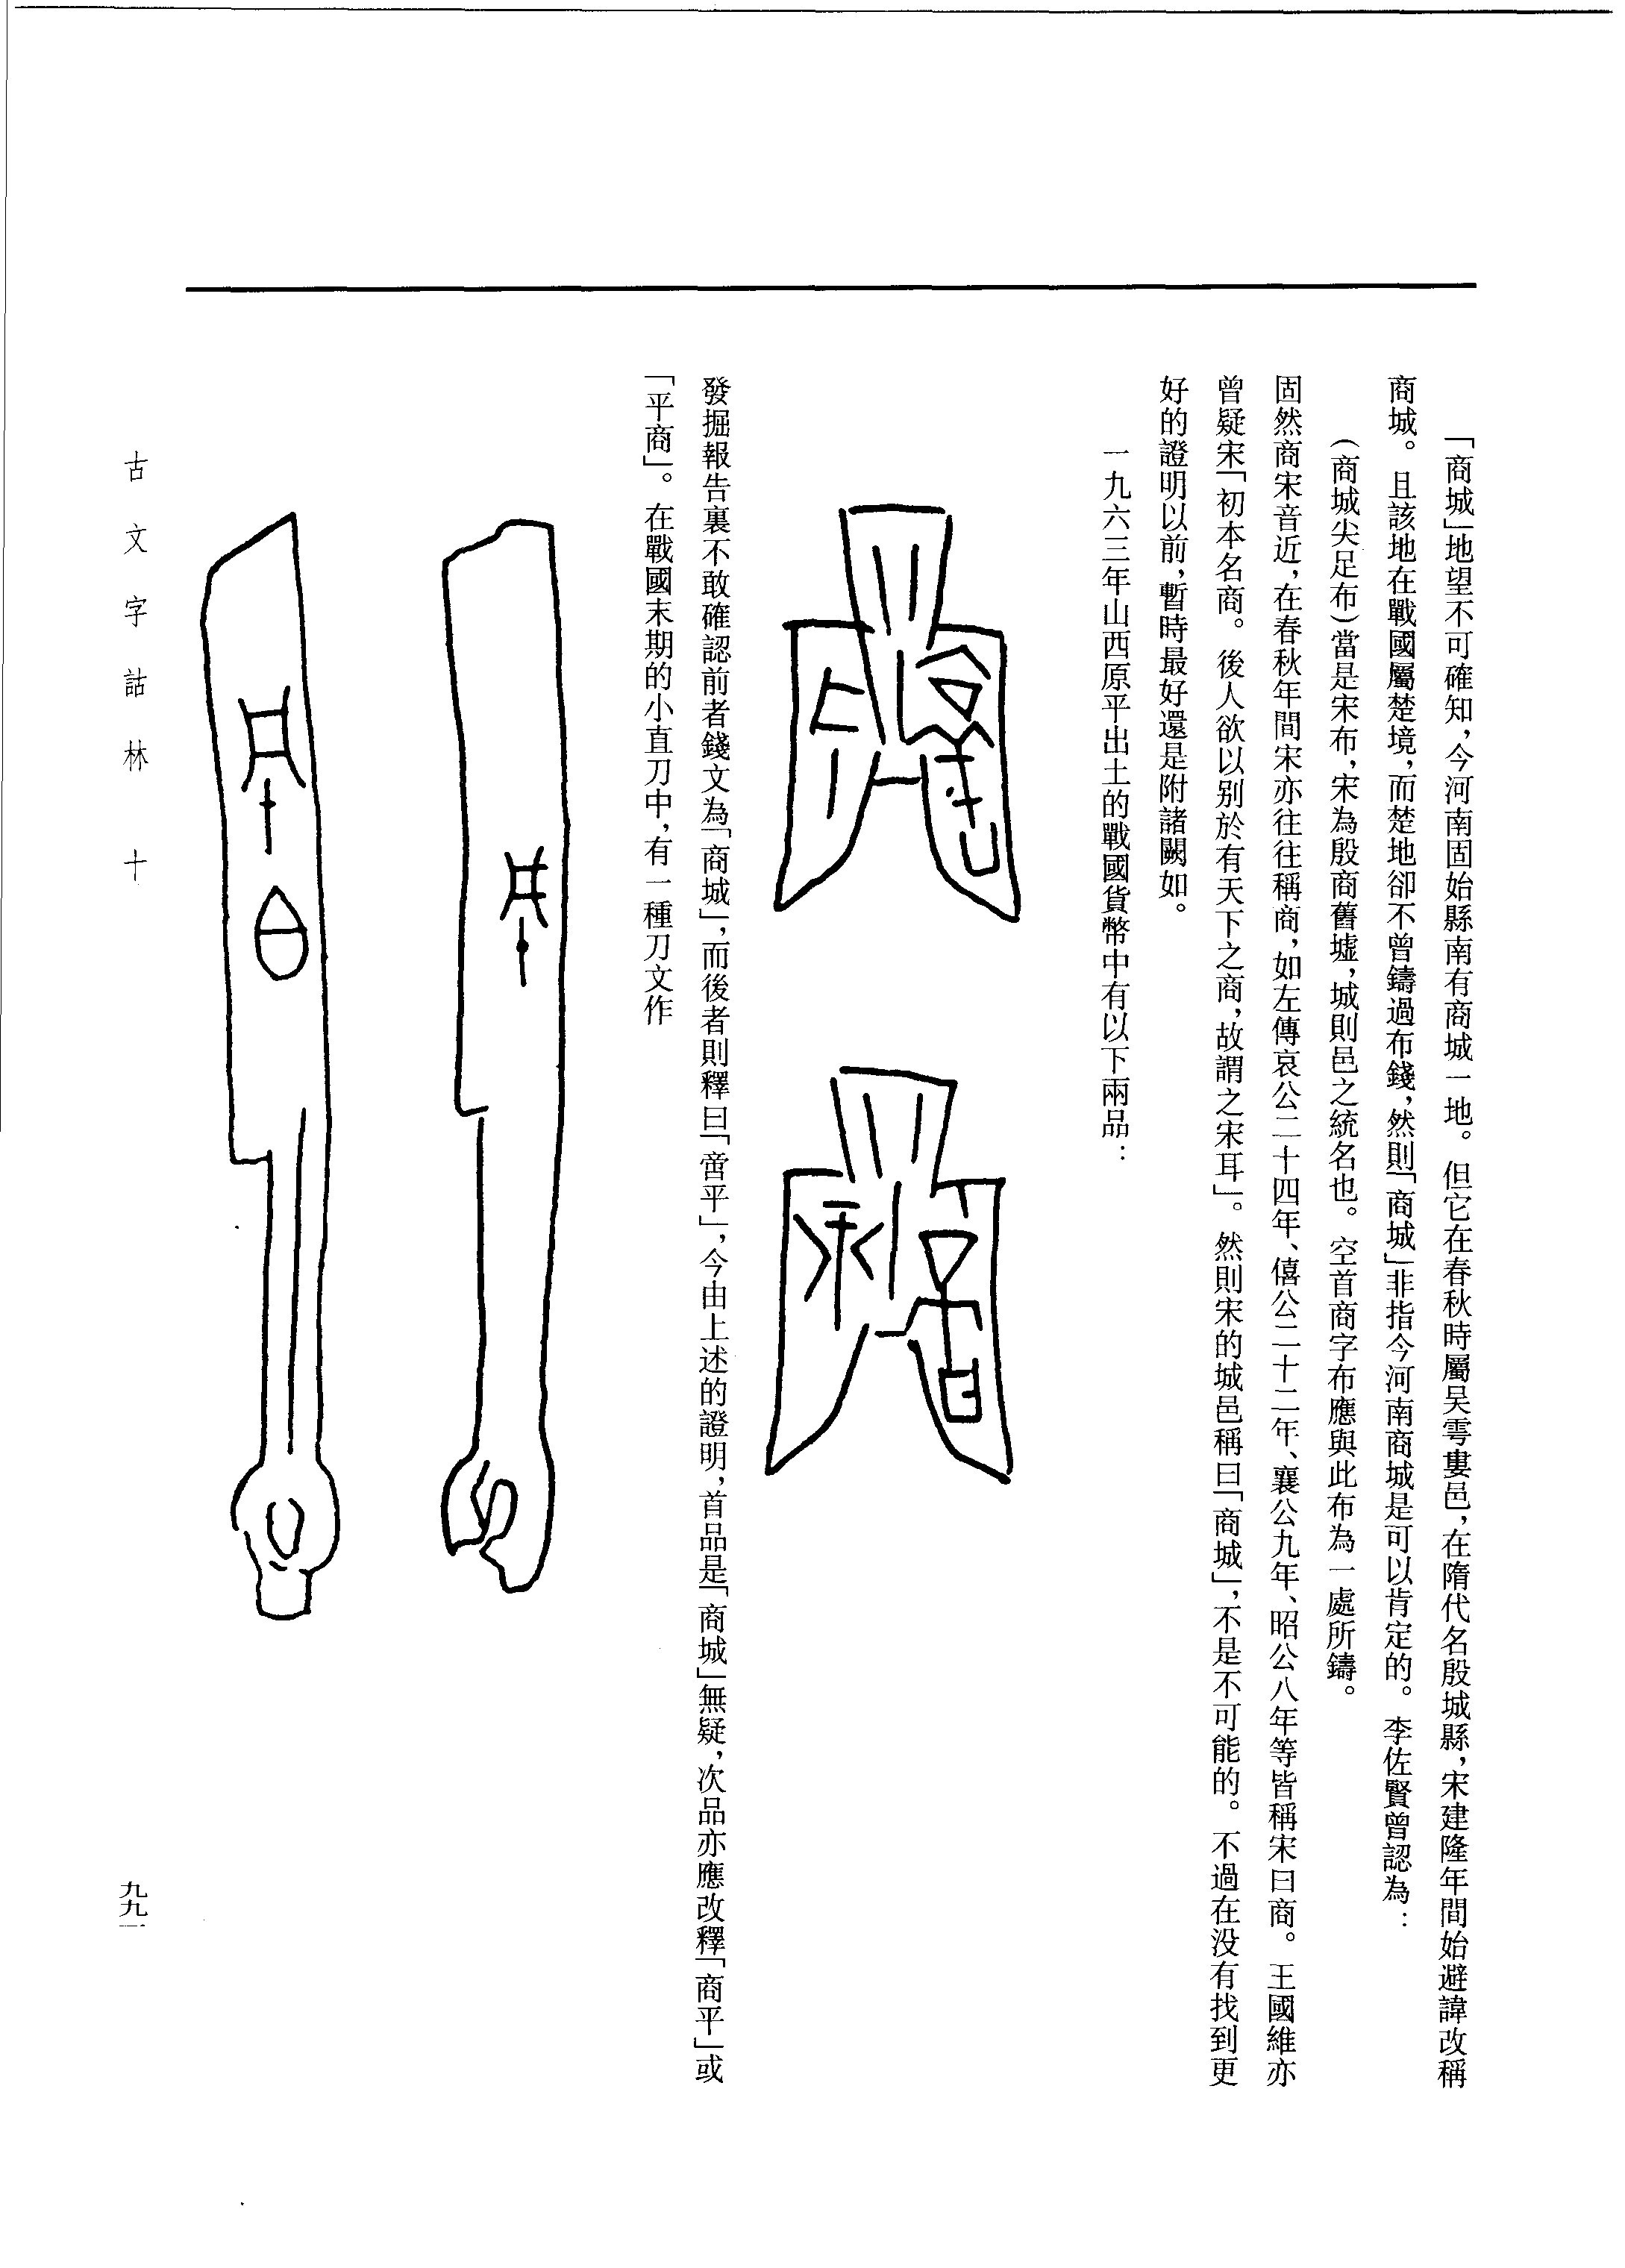 「商城」地望不可確知，今河南固始縣南有商城一地。但它在春秋時屬吴雩婁邑，在隋代名殷城縣，宋建隆年間始避諱改稱
商城。且該地在戰國屬楚境，而楚地卻不曾鑄過布錢，然則「商城」非指今河南商城是可以肯定的。李佐賢曾認為：
（商城尖足布）當是宋布，宋為殷商舊墟，城則邑之統名也。空首商字布應與此布為一處所鑄。
固然商宋音近，在春秋年間宋亦往往稱商，如左傳哀公二十四年、僖公二十二年、襄公九年、昭公八年等皆稱宋曰商。王國維亦
曾疑宋「初本名商。後人欲以别於有天下之商，故謂之宋耳」。然則宋的城邑稱曰「商城」，不是不可能的。不過在没有找到更
好的證明以前，暫時最好還是附諸闕如。
一九六三年山西原平出土的戰國貨幣中有以下兩品：
發掘報告裏不敢確認前者錢文為「商城」，而後者則釋曰「啻平」，今由上述的證明，首品是「商城」無疑，次品亦應改釋「商平」或
「平商」。在戰國末期的小直刀中，有一種刀文作
古文字詁林 十
九九一